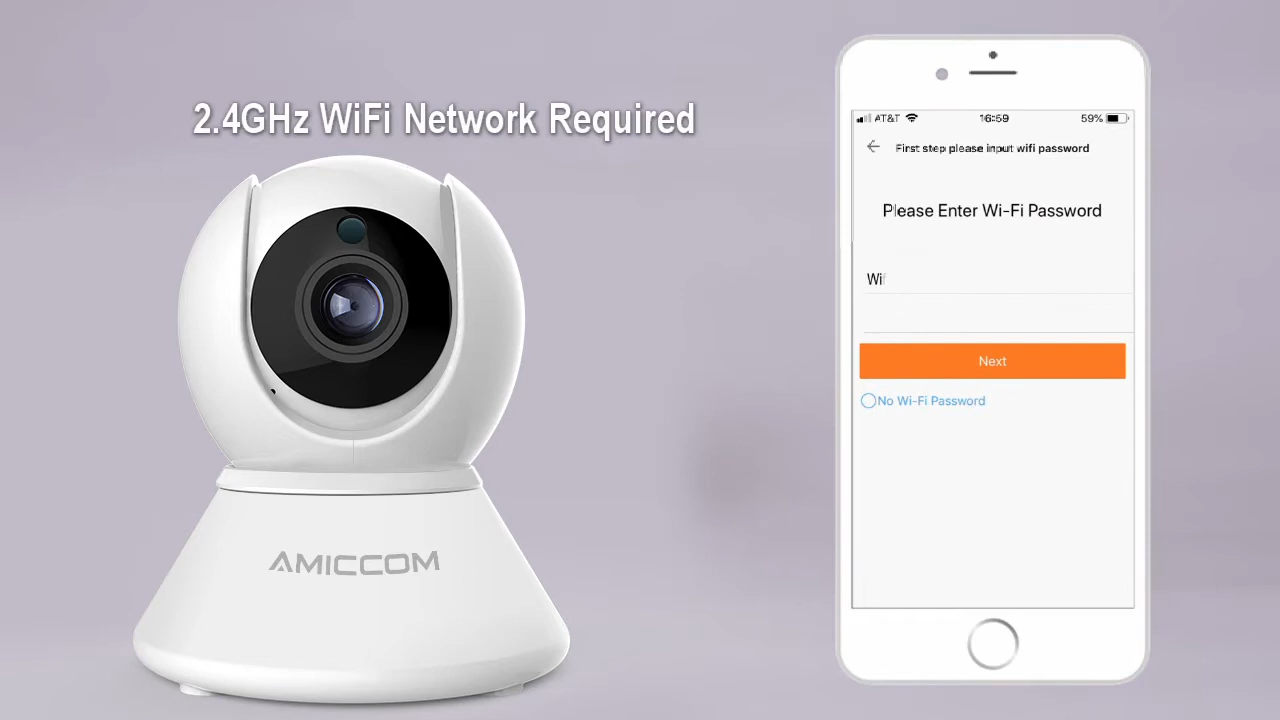 2.4GHz WiFi Network Required
AMICCOM
AT&T 16:59 59%
First step please input wifi password
Please Enter Wi-Fi Password
Wif
Next
No Wi-Fi Password